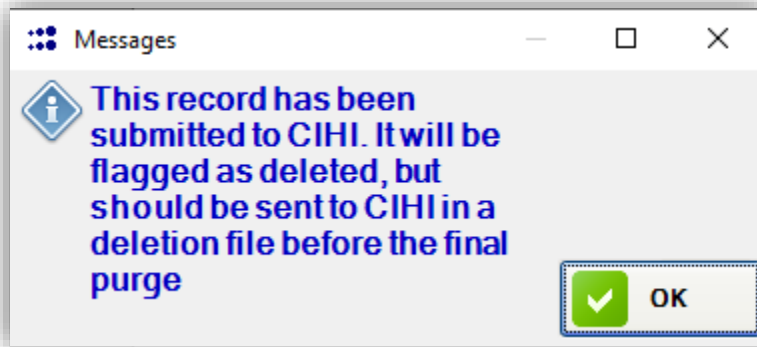 Messages
This record has been
submitted to CIHI. It will be
flagged as deleted, but
should be sent to CIHI in a
deletion file before the final
purge
OK